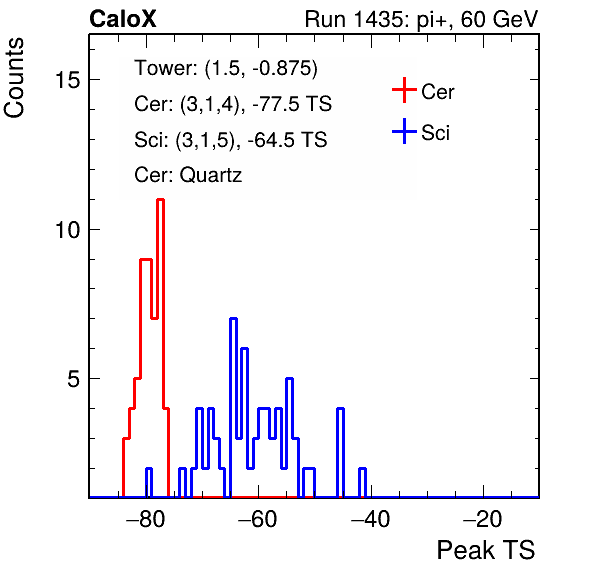 CaloX Run 1435: pi+, 60 GeV
Counts
Tower: (1.5, -0.875)
Cer: (3,1,4), -77.5 TS
Sci: (3,1,5), -64.5 TS
Cer: Quartz
Cer
Sci
15
10
5
−80 −60 −40 −20
Peak TS